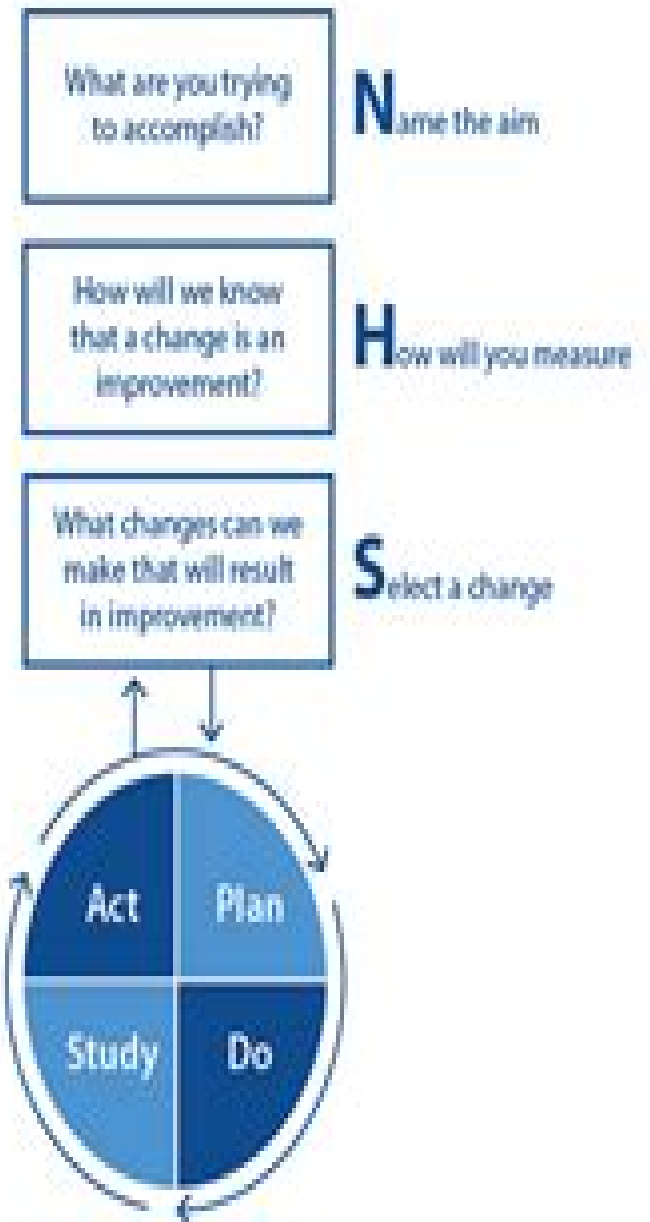 What are you trying
to accomplish?
Name the aim
How will we know
that a change is an
improvement?
How will you measure
What changes can we
make that will result
in improvement?
Select a change
Act
Plan
Study
Do